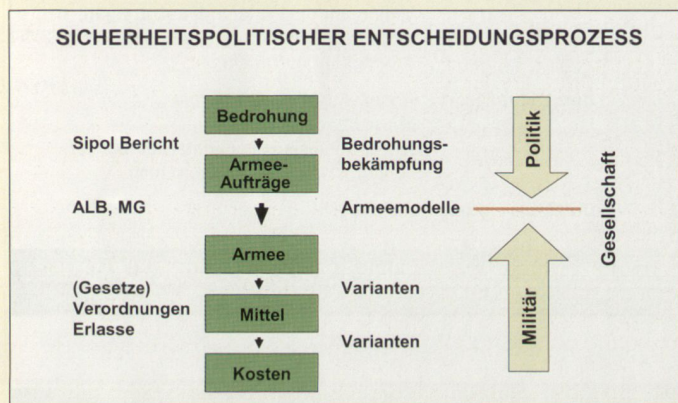 SICHERHEITSPOLITISCHER ENTSCHEIDUNGSPROZESS
Bedrohung
Sipol Bericht
Bedrohungs-
bekämpfung
Armee-
Aufträge
ALB, MG
Armeemodelle
Armee
(Gesetze)
Verordnungen
Erlasse
Varianten
Mittel
Varianten
Kosten
Politik
Militär
Gesellschaft